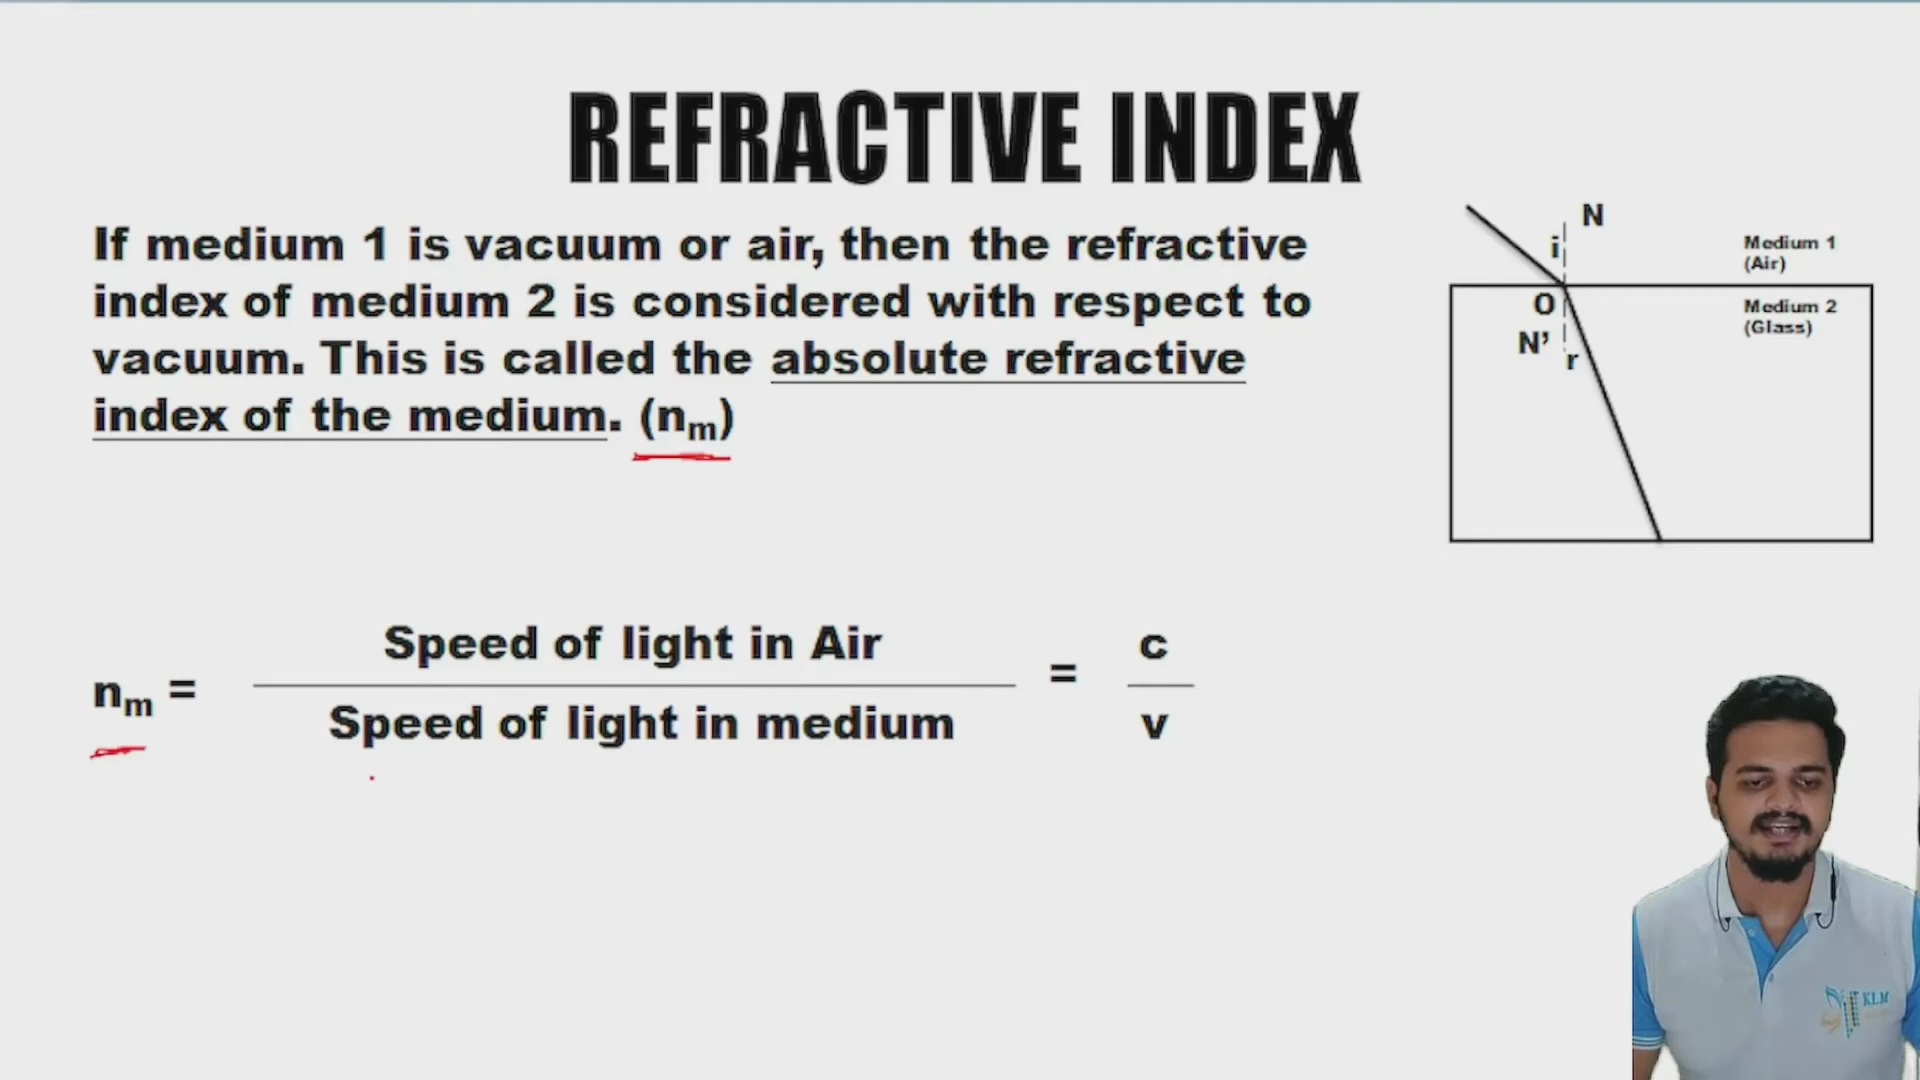 REFRACTIVE INDEX
If medium 1 is vacuum or air, then the refractive
index of medium 2 is considered with respect to
vacuum. This is called the absolute refractive
index of the medium. (nₘ)
N
i
Medium 1
(Air)
O
Medium 2
(Glass)
N’
r
nₘ =
Speed of light in Air
Speed of light in medium
=
c
v
KLM